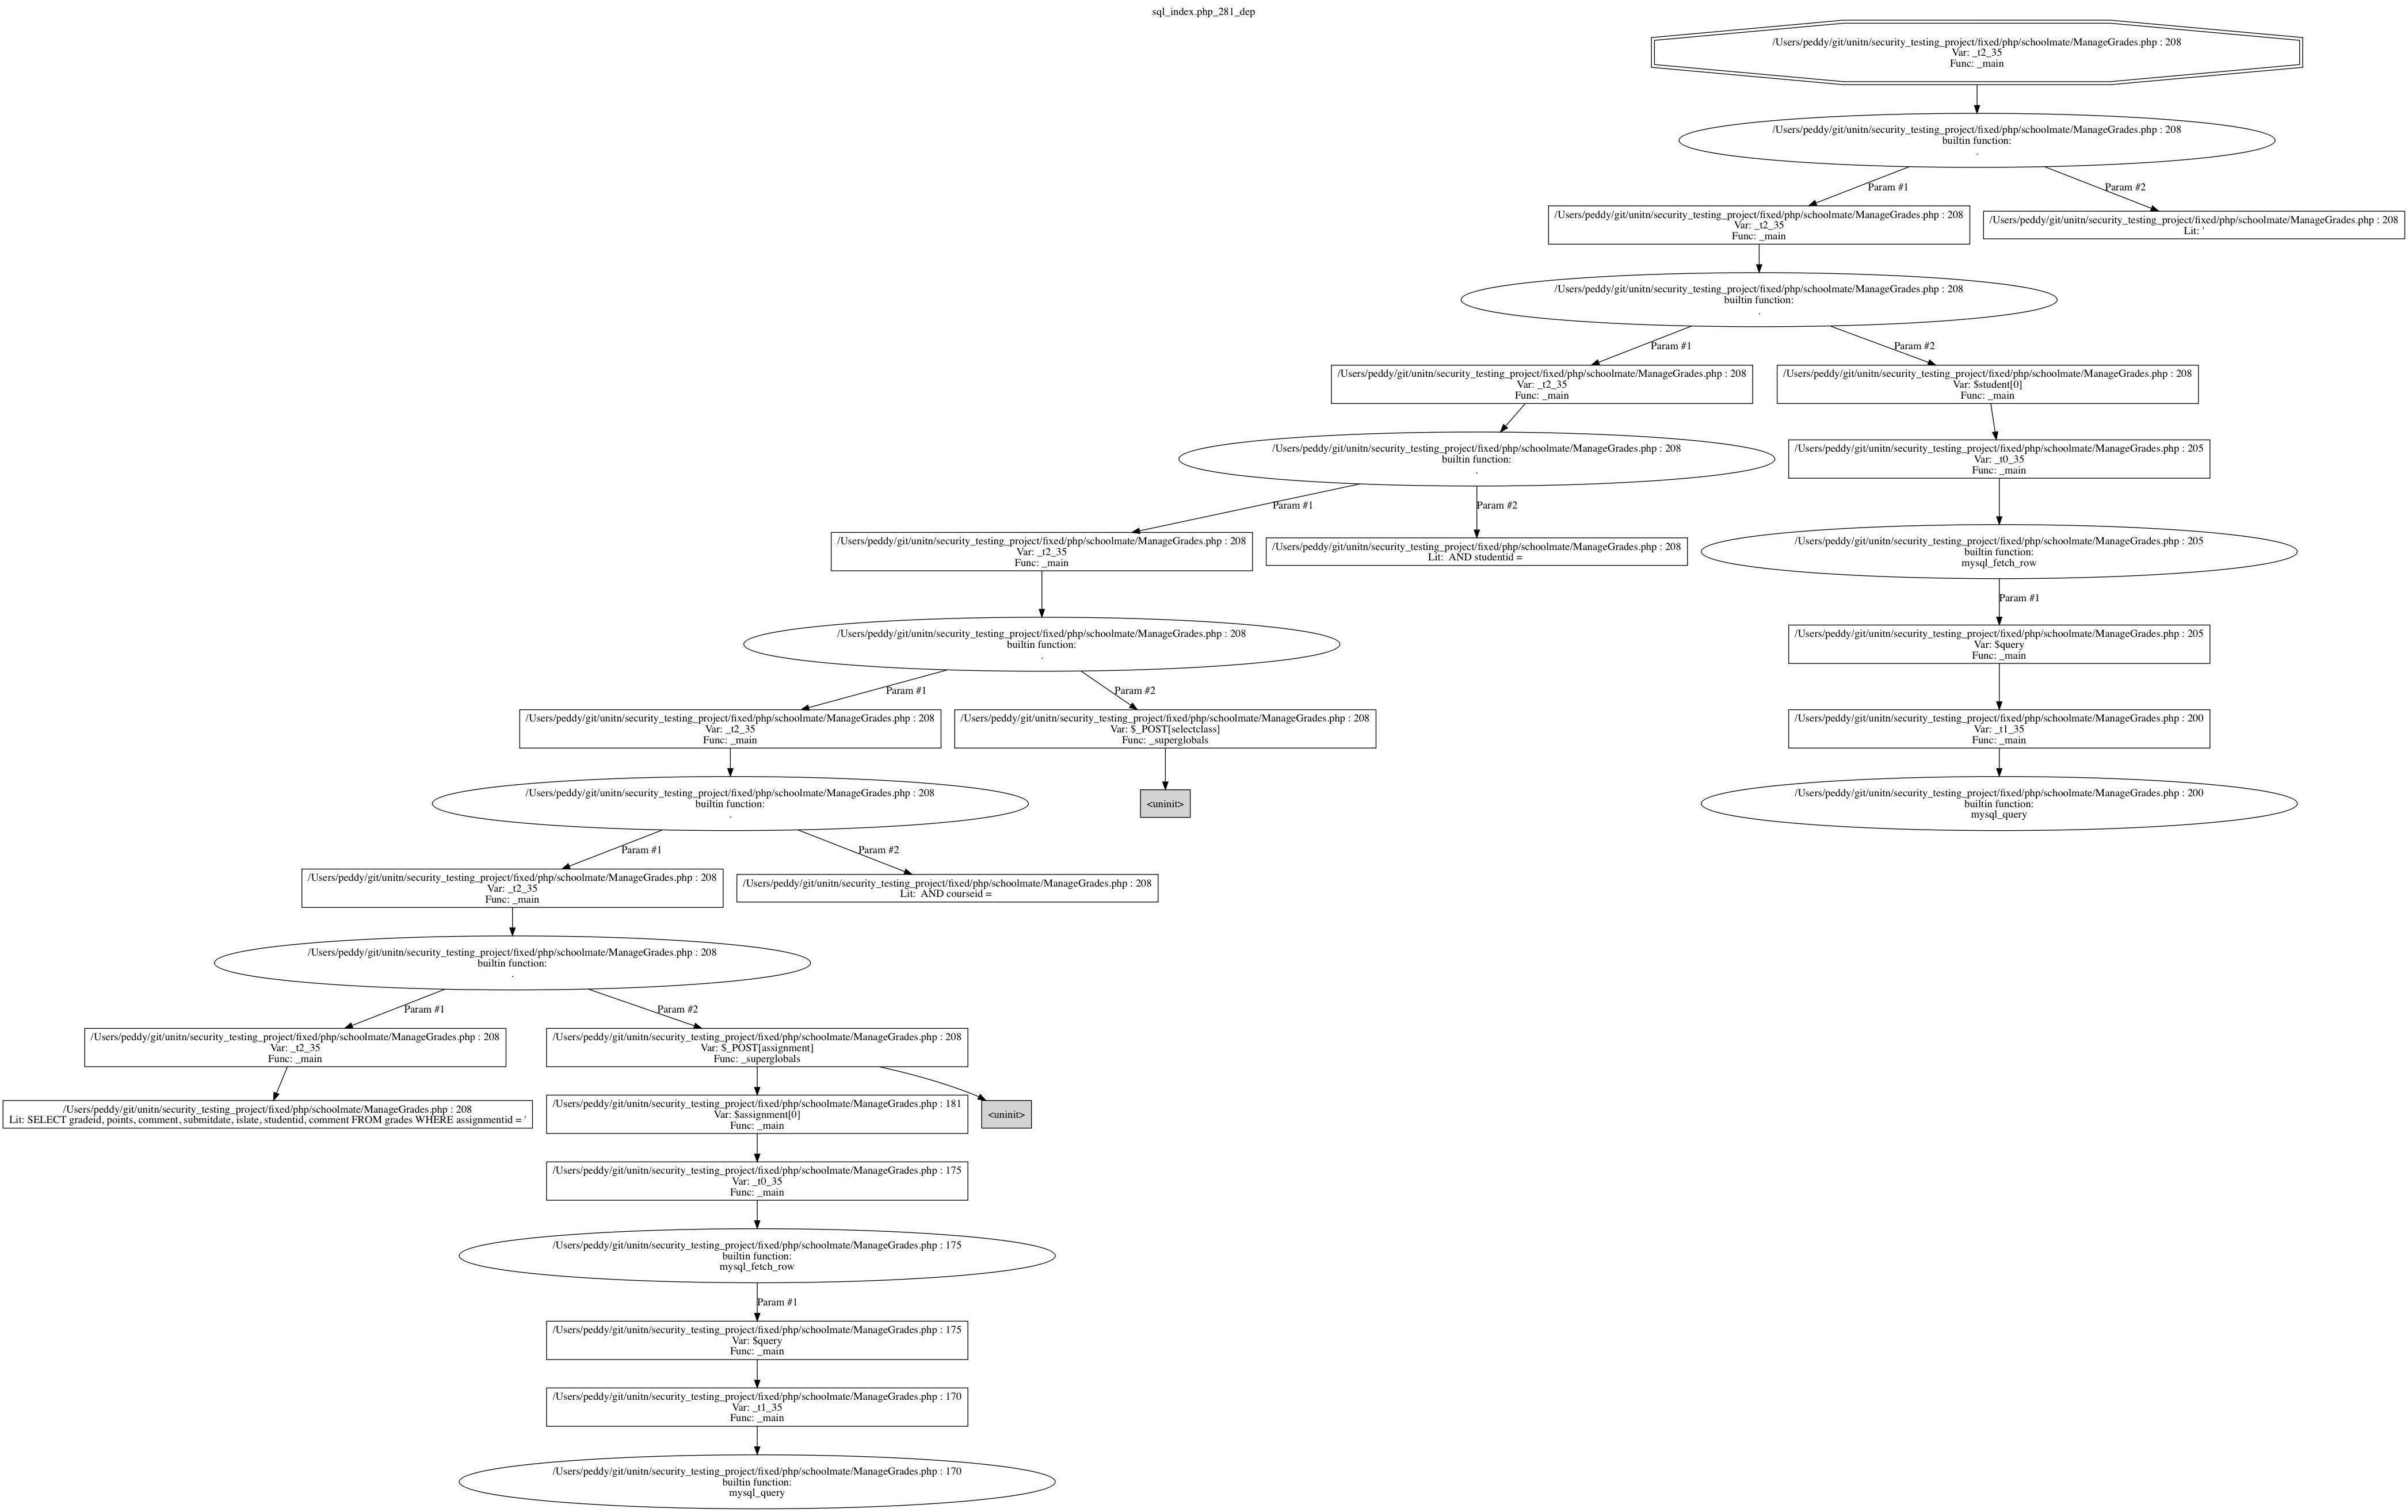 sql_index.php_281_dep
/Users/peddy/git/unitn/security_testing_project/fixed/php/schoolmate/ManageGrades.php : 208
Var: _t2_35
Func: _main
/Users/peddy/git/unitn/security_testing_project/fixed/php/schoolmate/ManageGrades.php : 208
builtin function:
.
Param #1
Param #2
/Users/peddy/git/unitn/security_testing_project/fixed/php/schoolmate/ManageGrades.php : 208
Var: _t2_35
Func: _main
/Users/peddy/git/unitn/security_testing_project/fixed/php/schoolmate/ManageGrades.php : 208
Lit: '
/Users/peddy/git/unitn/security_testing_project/fixed/php/schoolmate/ManageGrades.php : 208
builtin function:
.
Param #1
Param #2
/Users/peddy/git/unitn/security_testing_project/fixed/php/schoolmate/ManageGrades.php : 208
Var: _t2_35
Func: _main
/Users/peddy/git/unitn/security_testing_project/fixed/php/schoolmate/ManageGrades.php : 208
Var: $student[0]
Func: _main
/Users/peddy/git/unitn/security_testing_project/fixed/php/schoolmate/ManageGrades.php : 208
builtin function:
.
/Users/peddy/git/unitn/security_testing_project/fixed/php/schoolmate/ManageGrades.php : 205
Var: _t0_35
Func: _main
Param #1
Param #2
/Users/peddy/git/unitn/security_testing_project/fixed/php/schoolmate/ManageGrades.php : 208
Var: _t2_35
Func: _main
/Users/peddy/git/unitn/security_testing_project/fixed/php/schoolmate/ManageGrades.php : 208
Lit:  AND studentid =
/Users/peddy/git/unitn/security_testing_project/fixed/php/schoolmate/ManageGrades.php : 205
builtin function:
mysql_fetch_row
Param #1
/Users/peddy/git/unitn/security_testing_project/fixed/php/schoolmate/ManageGrades.php : 208
builtin function:
.
/Users/peddy/git/unitn/security_testing_project/fixed/php/schoolmate/ManageGrades.php : 205
Var: $query
Func: _main
Param #1
Param #2
/Users/peddy/git/unitn/security_testing_project/fixed/php/schoolmate/ManageGrades.php : 208
Var: _t2_35
Func: _main
/Users/peddy/git/unitn/security_testing_project/fixed/php/schoolmate/ManageGrades.php : 208
Var: $_POST[selectclass]
Func: _superglobals
/Users/peddy/git/unitn/security_testing_project/fixed/php/schoolmate/ManageGrades.php : 200
Var: _t1_35
Func: _main
/Users/peddy/git/unitn/security_testing_project/fixed/php/schoolmate/ManageGrades.php : 208
builtin function:
.
<uninit>
/Users/peddy/git/unitn/security_testing_project/fixed/php/schoolmate/ManageGrades.php : 200
builtin function:
mysql_query
Param #1
Param #2
/Users/peddy/git/unitn/security_testing_project/fixed/php/schoolmate/ManageGrades.php : 208
Var: _t2_35
Func: _main
/Users/peddy/git/unitn/security_testing_project/fixed/php/schoolmate/ManageGrades.php : 208
Lit:  AND courseid =
/Users/peddy/git/unitn/security_testing_project/fixed/php/schoolmate/ManageGrades.php : 208
builtin function:
.
Param #1
Param #2
/Users/peddy/git/unitn/security_testing_project/fixed/php/schoolmate/ManageGrades.php : 208
Var: _t2_35
Func: _main
/Users/peddy/git/unitn/security_testing_project/fixed/php/schoolmate/ManageGrades.php : 208
Var: $_POST[assignment]
Func: _superglobals
/Users/peddy/git/unitn/security_testing_project/fixed/php/schoolmate/ManageGrades.php : 208
Lit: SELECT gradeid, points, comment, submitdate, islate, studentid, comment FROM grades WHERE assignmentid = '
/Users/peddy/git/unitn/security_testing_project/fixed/php/schoolmate/ManageGrades.php : 181
Var: $assignment[0]
Func: _main
<uninit>
/Users/peddy/git/unitn/security_testing_project/fixed/php/schoolmate/ManageGrades.php : 175
Var: _t0_35
Func: _main
/Users/peddy/git/unitn/security_testing_project/fixed/php/schoolmate/ManageGrades.php : 175
builtin function:
mysql_fetch_row
Param #1
/Users/peddy/git/unitn/security_testing_project/fixed/php/schoolmate/ManageGrades.php : 175
Var: $query
Func: _main
/Users/peddy/git/unitn/security_testing_project/fixed/php/schoolmate/ManageGrades.php : 170
Var: _t1_35
Func: _main
/Users/peddy/git/unitn/security_testing_project/fixed/php/schoolmate/ManageGrades.php : 170
builtin function:
mysql_query